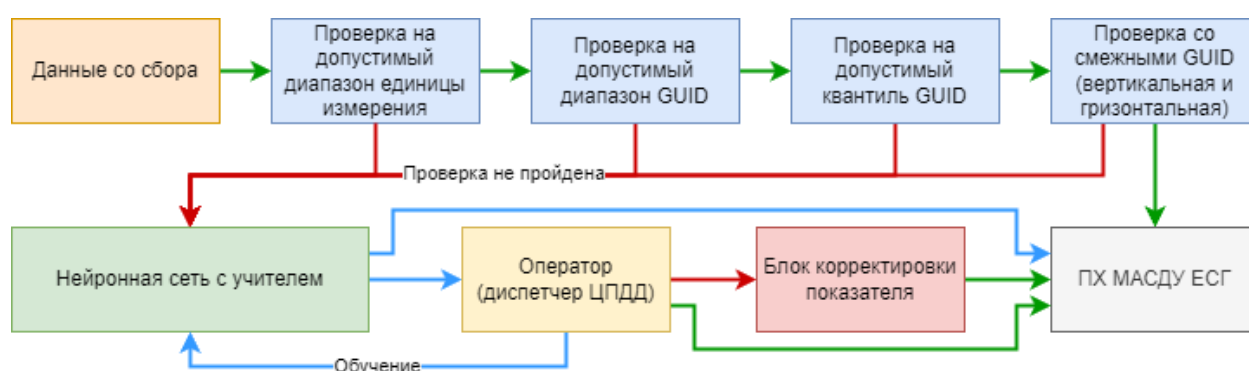 Данные со сбора
Проверка на
допустимый
диапазон единицы
измерения
Проверка на
допустимый
диапазон GUID
Проверка на
допустимый
квантиль GUID
Проверка со
смежными GUID
(вертикальная и
гризонтальная)
Проверка не пройдена
Нейронная сеть с учителем
Оператор
(диспетчер ЦПДД)
Блок корректировки
показателя
ПХ МАСДУ ЕСГ
Обучение